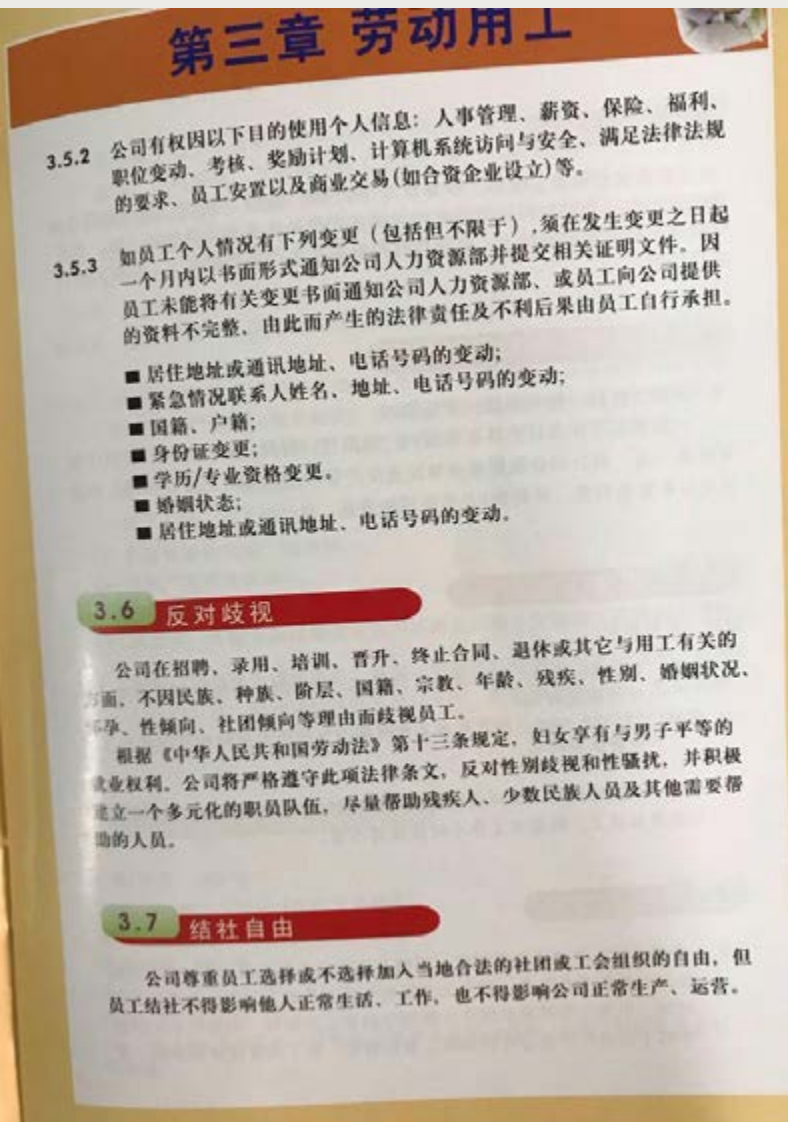 第三章 劳动用工
3.5.2 公司有权因以下目的使用个人信息：人事管理、薪资、保险、福利、
职位变动、考核、奖励计划、计算机系统访问与安全、满足法律法规
的要求、员工安置以及商业交易(如合资企业设立)等。
3.5.3 如员工个人情况有下列变更（包括但不限于）,须在发生变更之日起
一个月内以书面形式通知公司人力资源部并提交相关证明文件。因
员工未能将有关变更书面通知公司人力资源部、或员工向公司提供
的资料不完整，由此而产生的法律责任及不利后果由员工自行承担。
■ 居住地址或通讯地址、电话号码的变动;
■ 紧急情况联系人姓名、地址、电话号码的变动;
■ 国籍、户籍;
■ 身份证变更;
■ 学历/专业资格变更。
■ 婚姻状态;
■ 居住地址或通讯地址、电话号码的变动。
3.6 反对歧视
公司在招聘、录用、培训、晋升、终止合同、退休或其它与用工有关的
面，不因民族、种族、阶层、国籍、宗教、年龄、残疾、性别、婚姻状况、
孕、性倾向、社团倾向等理由而歧视员工。
根据《中华人民共和国劳动法》第十三条规定，妇女享有与男子平等的
业权利。公司将严格遵守此项法律条文，反对性别歧视和性骚扰，并积极
建立一个多元化的职员队伍，尽量帮助残疾人、少数民族人员及其他需要帮
助的人员。
3.7 结社自由
公司尊重员工选择或不选择加入当地合法的社团或工会组织的自由，但
员工结社不得影响他人正常生活、工作，也不得影响公司正常生产、运营。